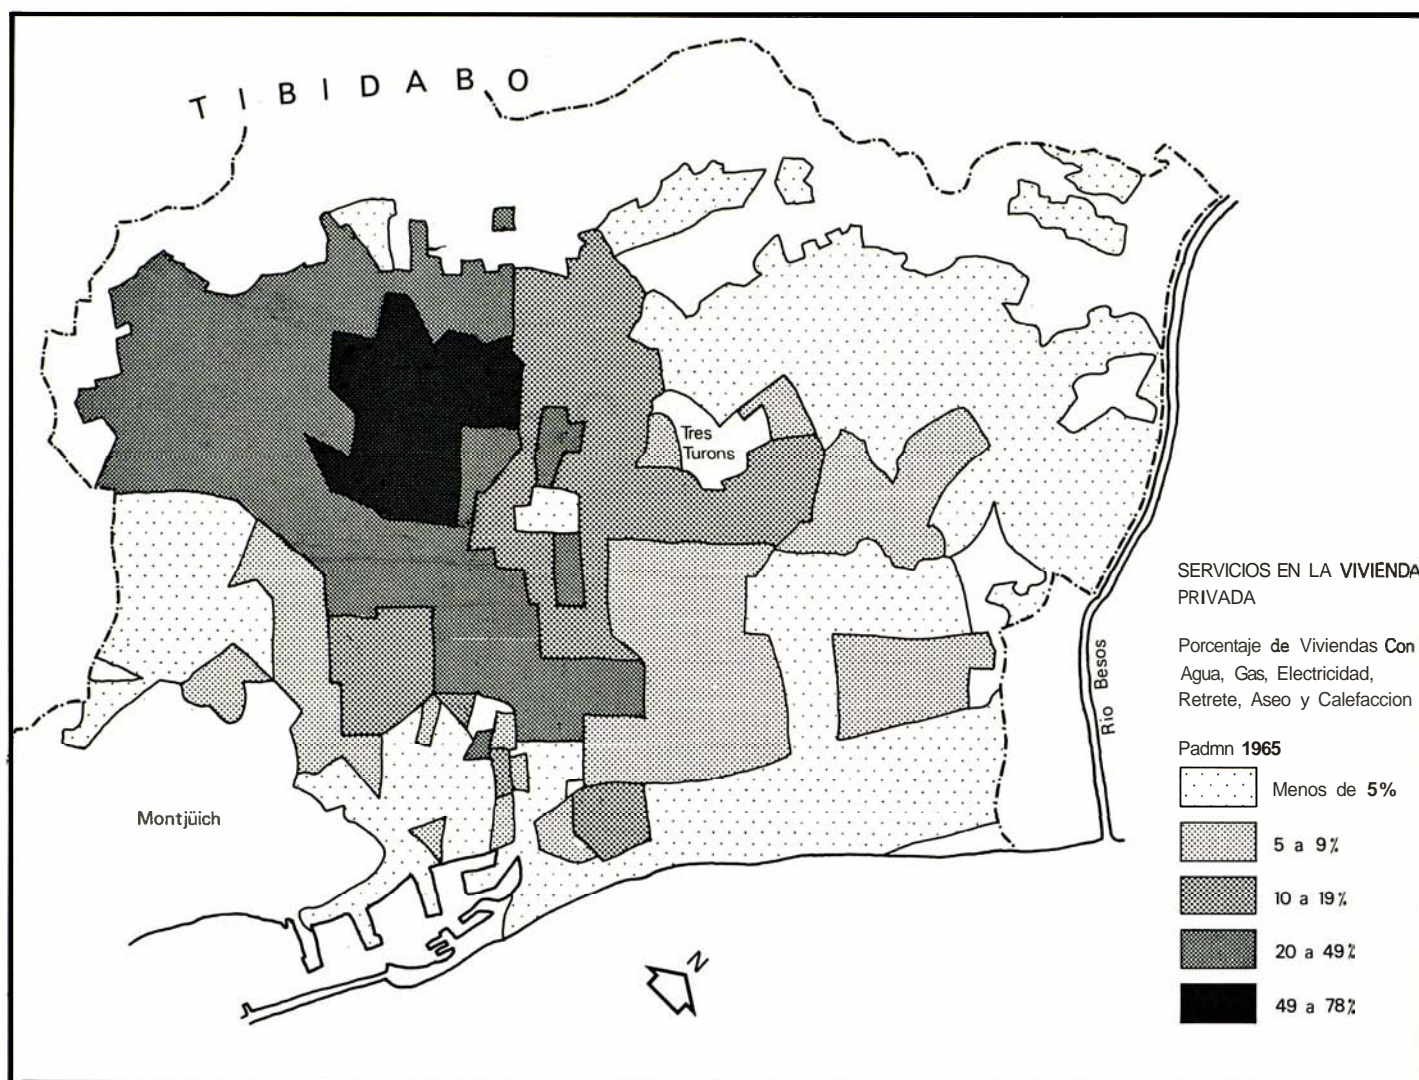 TIBIDABO
Tres
Turons
SERVICIOS EN LA VIVIENDA
PRIVADA
Porcentaje de Viviendas Con
Agua, Gas, Electricidad,
Retrete, Aseo y Calefaccion
Rio Besos
Padmn 1965
Menos de 5%
Montjüich
5 a 9%
10 a 19%
20 a 49%
N
49 a 78%